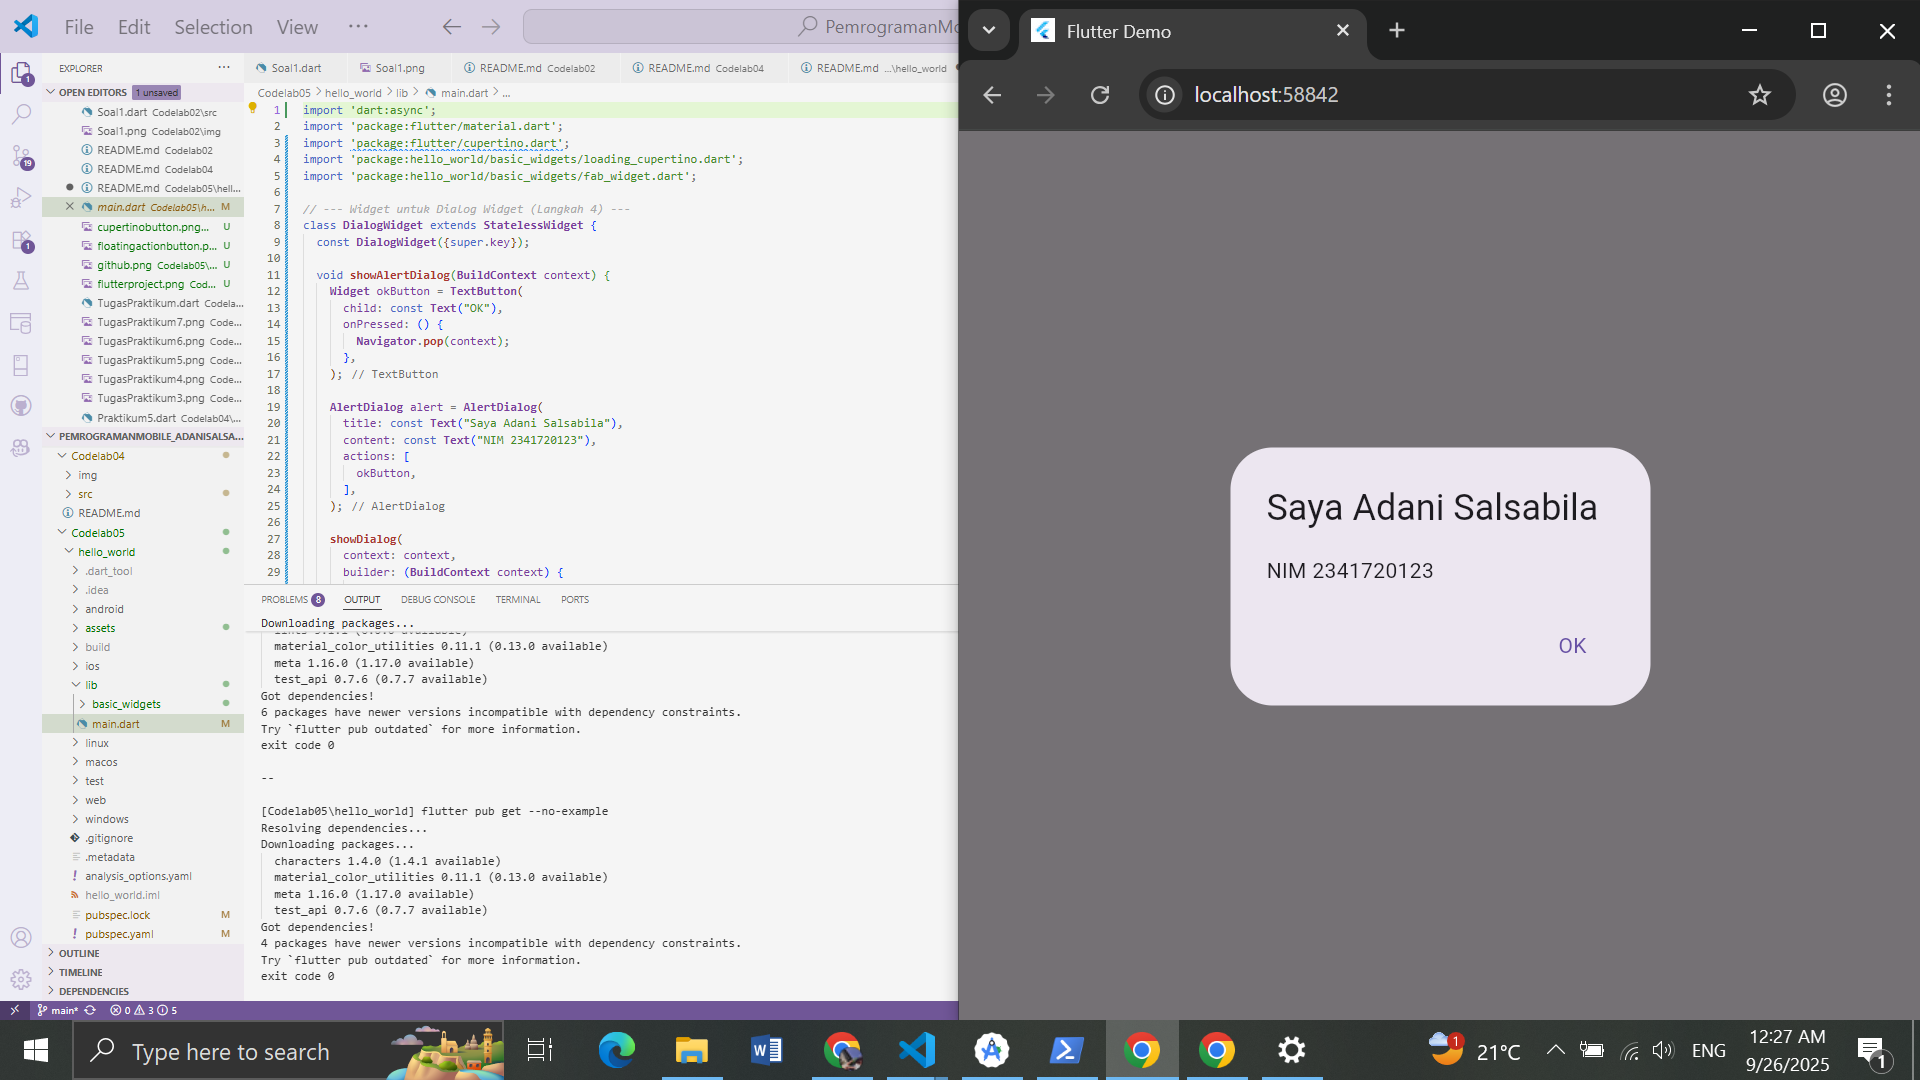 File Edit Selection View ···
PemrogramanMo
EXPLORER ···
OPEN EDITORS 1 unsaved
Soal1.dart Codelab02\src
Soal1.png Codelab02\img
README.md Codelab02
README.md Codelab04
README.md Codelab05\hell...
main.dart Codelab05\h... M
cupertinobutton.png... U
floatingactionbutton.p... U
github.png Codelab05\... U
flutterproject.png Cod... U
TugasPraktikum.dart Codela...
TugasPraktikum7.png Code...
TugasPraktikum6.png Code...
TugasPraktikum5.png Code...
TugasPraktikum4.png Code...
TugasPraktikum3.png Code...
Praktikum5.dart Codelab04\...
PEMROGRAMANMOBILE_ADANISALSA...
Codelab04
img
src
README.md
Codelab05
hello_world
.dart_tool
.idea
android
assets
build
ios
lib
basic_widgets
main.dart M
linux
macos
test
web
windows
.gitignore
.metadata
analysis_options.yaml
hello_world.iml
pubspec.lock M
pubspec.yaml M
OUTLINE
TIMELINE
DEPENDENCIES
1
19
1
Soal1.dart Soal1.png README.md Codelab02 README.md Codelab04 README.md ...\hello_world
Codelab05 > hello_world > lib > main.dart > ...
1 import 'dart:async';
2 import 'package:flutter/material.dart';
3 import 'package:flutter/cupertino.dart';
4 import 'package:hello_world/basic_widgets/loading_cupertino.dart';
5 import 'package:hello_world/basic_widgets/fab_widget.dart';
6
7 // --- Widget untuk Dialog Widget (Langkah 4) ---
8 class DialogWidget extends StatelessWidget {
9 const DialogWidget({super.key});
10
11 void showAlertDialog(BuildContext context) {
12 Widget okButton = TextButton(
13 child: const Text("OK"),
14 onPressed: () {
15 Navigator.pop(context);
16 },
17 ); // TextButton
18
19 AlertDialog alert = AlertDialog(
20 title: const Text("Saya Adani Salsabila"),
21 content: const Text("NIM 2341720123"),
22 actions: [
23 okButton,
24 ],
25 ); // AlertDialog
26
27 showDialog(
28 context: context,
29 builder: (BuildContext context) {
PROBLEMS 8 OUTPUT DEBUG CONSOLE TERMINAL PORTS
Downloading packages...
material_color_utilities 0.11.1 (0.13.0 available)
meta 1.16.0 (1.17.0 available)
test_api 0.7.6 (0.7.7 available)
Got dependencies!
6 packages have newer versions incompatible with dependency constraints.
Try `flutter pub outdated` for more information.
exit code 0
--
[Codelab05\hello_world] flutter pub get --no-example
Resolving dependencies...
Downloading packages...
characters 1.4.0 (1.4.1 available)
material_color_utilities 0.11.1 (0.13.0 available)
meta 1.16.0 (1.17.0 available)
test_api 0.7.6 (0.7.7 available)
Got dependencies!
4 packages have newer versions incompatible with dependency constraints.
Try `flutter pub outdated` for more information.
exit code 0
main* 0 3 5
Flutter Demo
localhost:58842
Saya Adani Salsabila
NIM 2341720123
OK
Type here to search
1
21°C
ENG
12:27 AM
9/26/2025
1